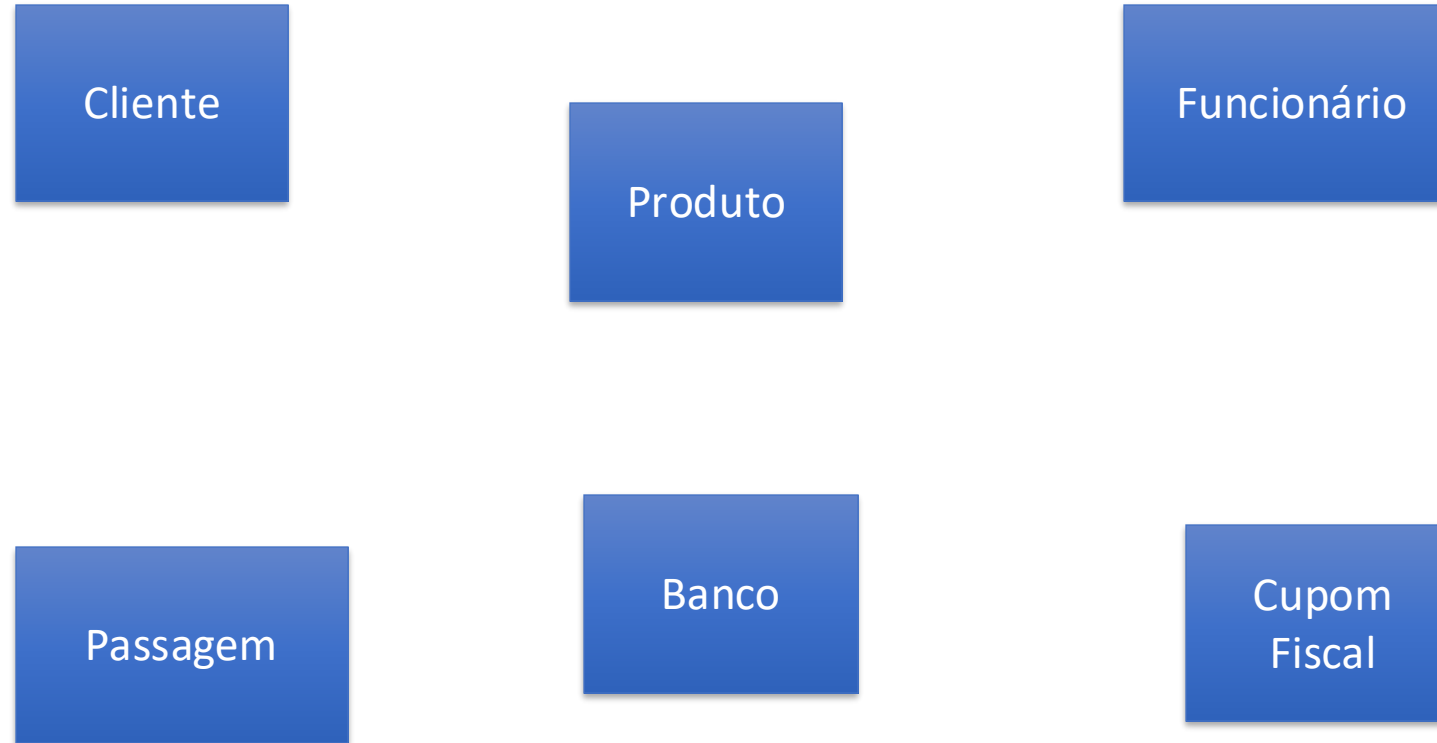 Cliente
Funcionário
Produto
Banco
Cupom
Fiscal
Passagem